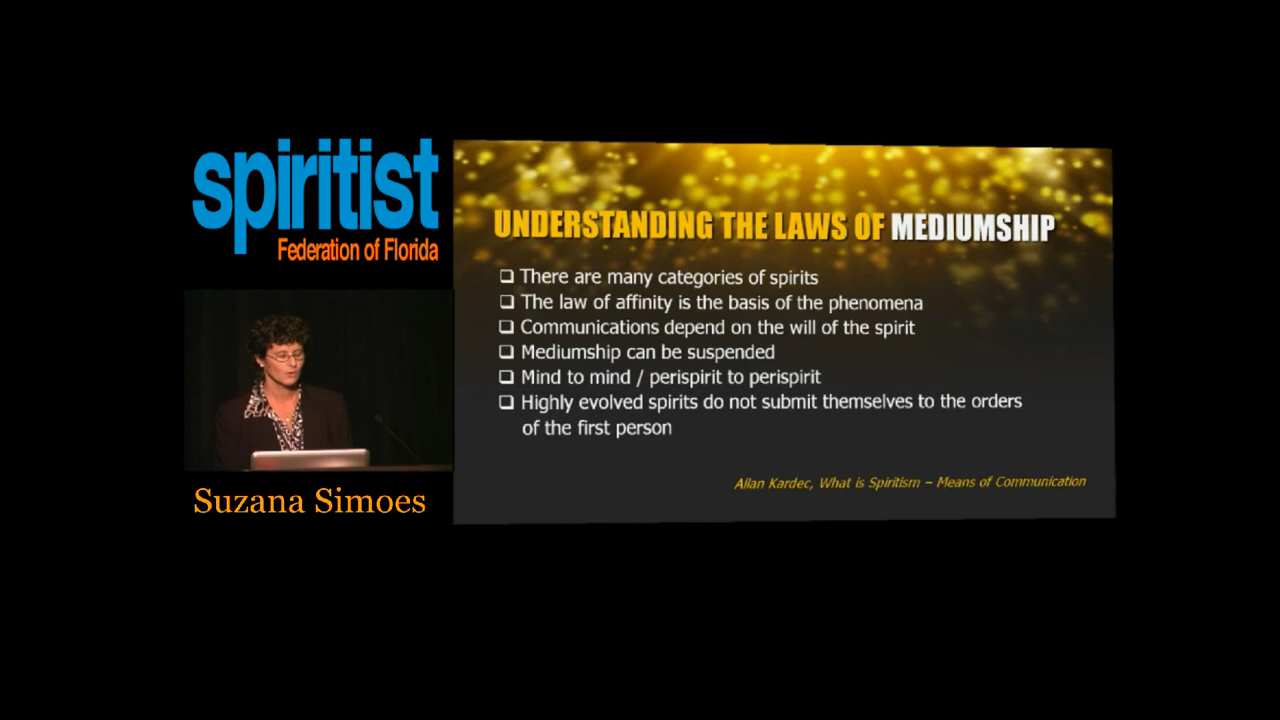 spiritist
Federation of Florida
Suzana Simoes
UNDERSTANDING THE LAWS OF MEDIUMSHIP
❑ There are many categories of spirits
❑ The law of affinity is the basis of the phenomena
❑ Communications depend on the will of the spirit
❑ Mediumship can be suspended
❑ Mind to mind / perispirit to perispirit
❑ Highly evolved spirits do not submit themselves to the orders
of the first person
Allan Kardec, What is Spiritism – Means of Communication